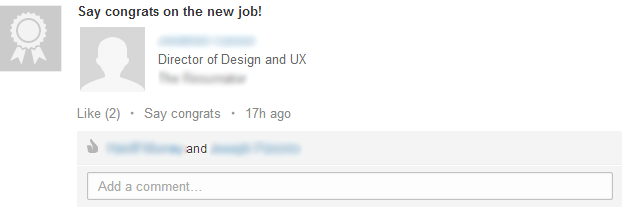 Say congrats on the new job!
Director of Design and UX
Like (2) • Say congrats • 17h ago
and
Add a comment...